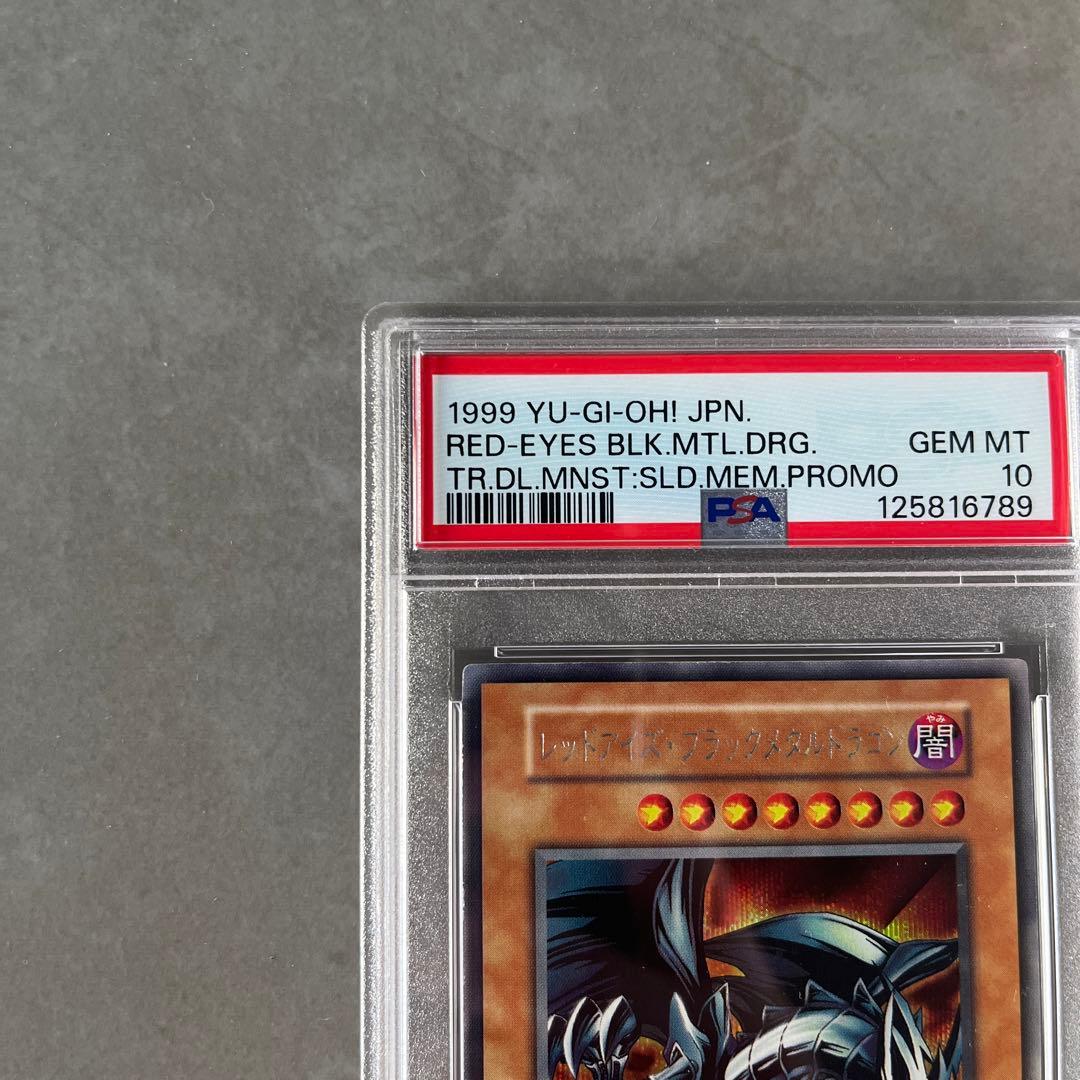 1999 YU-GI-OH! JPN.
RED-EYES BLK.MTL.DRG. GEM MT
TR.DL.MNST:SLD.MEM.PROMO 10
PSA 125816789
レッドアイズ・ブラックメタルドラゴン
やみ
闇